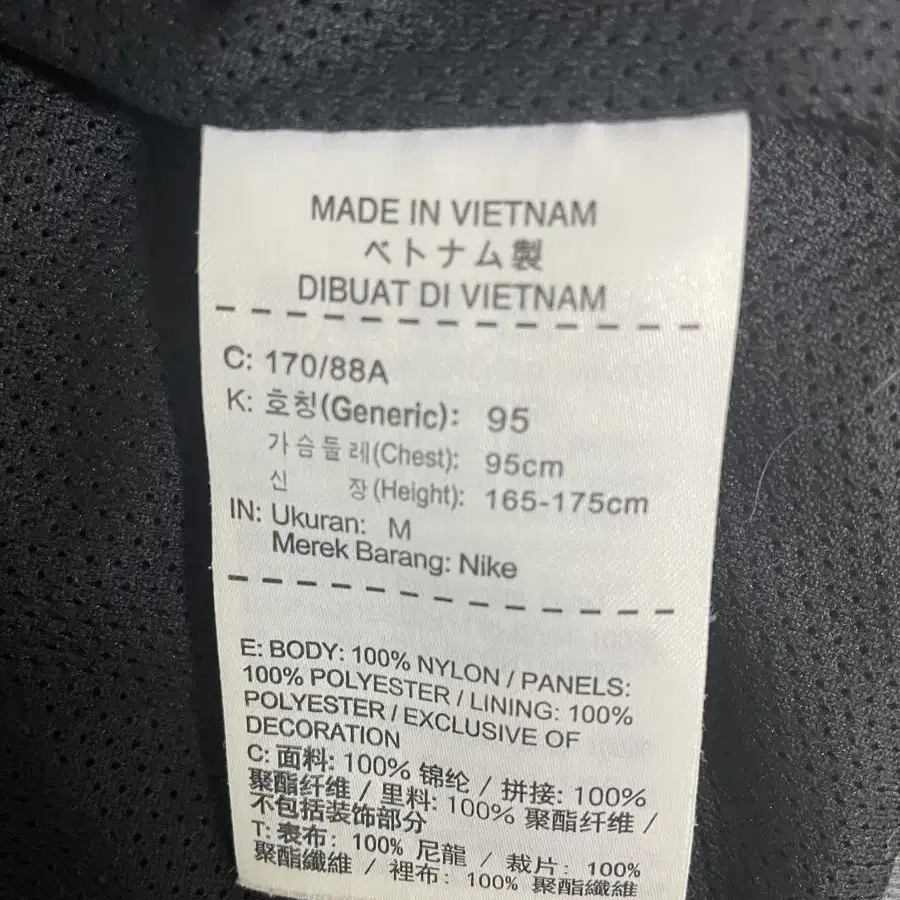 MADE IN VIETNAM
ベトナム製
DIBUAT DI VIETNAM
C: 170/88A
K: 호칭(Generic): 95
가슴둘레(Chest): 95cm
신 장(Height): 165-175cm
IN: Ukuran: M
Merek Barang: Nike
E: BODY: 100% NYLON / PANELS:
100% POLYESTER / LINING: 100%
POLYESTER / EXCLUSIVE OF
DECORATION
C: 面料: 100% 锦纶 / 拼接: 100%
聚酯纤维 / 里料: 100% 聚酯纤维 /
不包括装饰部分
T: 表布: 100% 尼龍 / 裁片: 100%
聚酯纖維 / 裡布: 100% 聚酯纖維